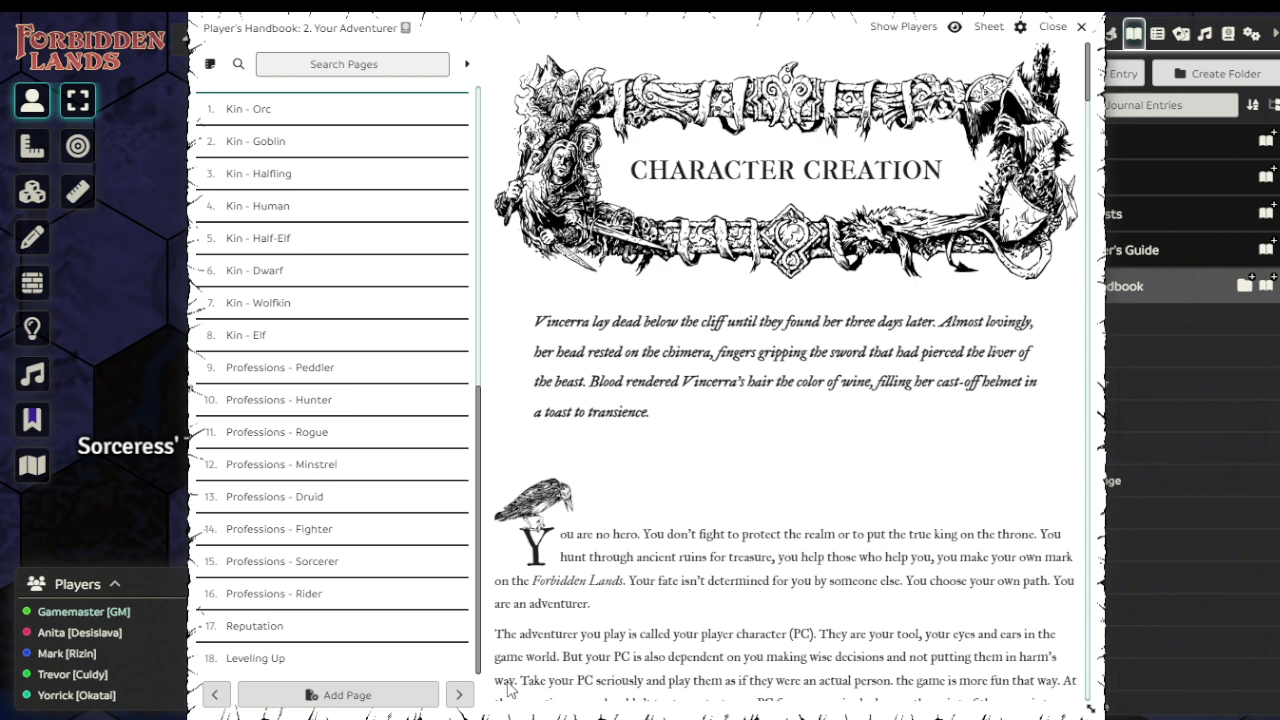 FORBIDDEN
LANDS
Sorceress'
Players
Gamemaster [GM]
Anita [Desislava]
Mark [Rizin]
Trevor [Culdy]
Yorrick [Okatai]
Player's Handbook: 2. Your Adventurer
Show Players
Sheet
Close
Search Pages
1. Kin - Orc
2. Kin - Goblin
3. Kin - Halfling
4. Kin - Human
5. Kin - Half-Elf
6. Kin - Dwarf
7. Kin - Wolfkin
8. Kin - Elf
9. Professions - Peddler
10. Professions - Hunter
11. Professions - Rogue
12. Professions - Minstrel
13. Professions - Druid
14. Professions - Fighter
15. Professions - Sorcerer
16. Professions - Rider
17. Reputation
18. Leveling Up
Add Page
CHARACTER CREATION
Vincerra lay dead below the cliff until they found her three days later. Almost lovingly,
her head rested on the chimera, fingers gripping the sword that had pierced the liver of
the beast. Blood rendered Vincerra's hair the color of wine, filling her cast-off helmet in
a toast to transience.
You are no hero. You don't fight to protect the realm or to put the true king on the throne. You
hunt through ancient ruins for treasure, you help those who help you, you make your own mark
on the Forbidden Lands. Your fate isn't determined for you by someone else. You choose your own path. You
are an adventurer.
The adventurer you play is called your player character (PC). They are your tool, your eyes and ears in the
game world. But your PC is also dependent on you making wise decisions and not putting them in harm's
way. Take your PC seriously and play them as if they were an actual person. the game is more fun that way. At
Entry
Create Folder
Journal Entries
sts
er's Guide
dbook
ge